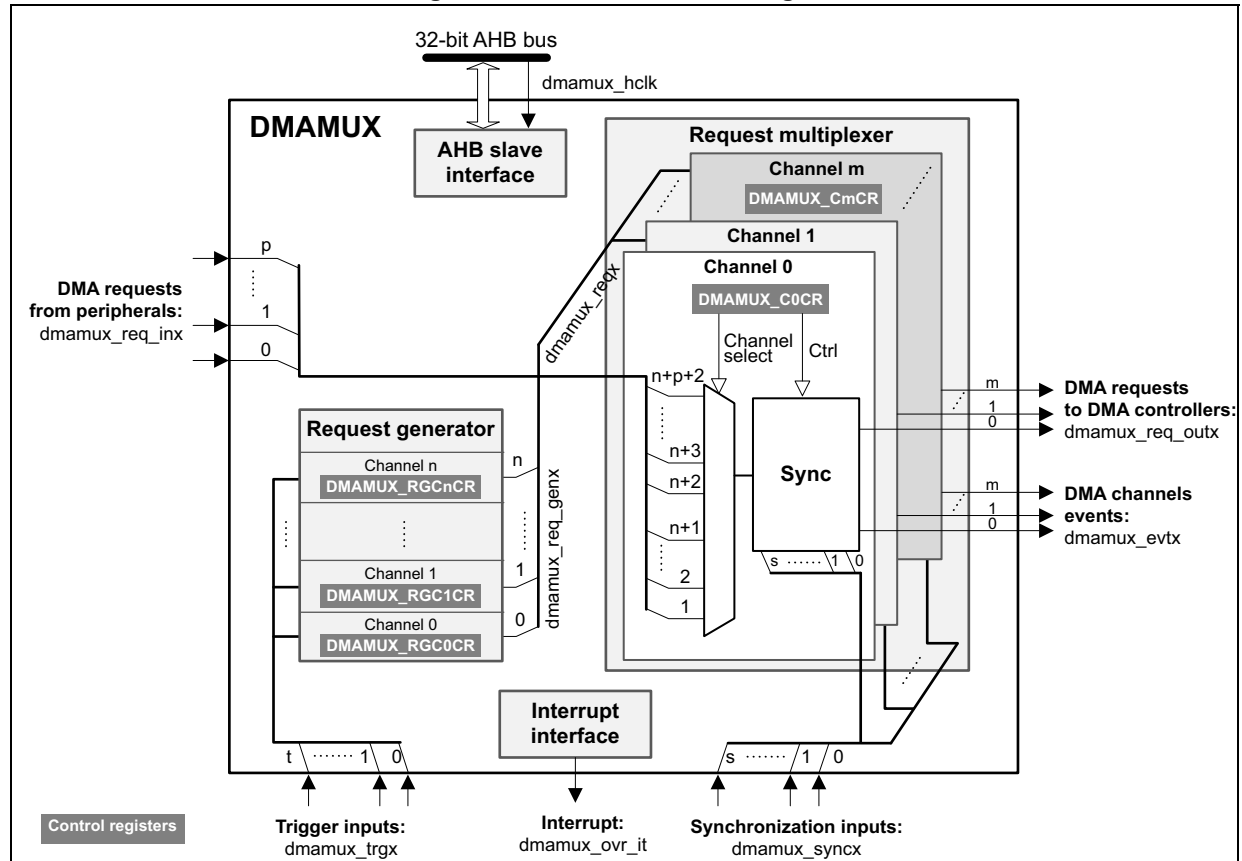 32-bit AHB bus
dmamux_hclk
DMAMUX
AHB slave
interface
Request multiplexer
Channel m
DMAMUX_CmCR
Channel 1
Channel 0
DMAMUX_C0CR
Channel
select
Ctrl
p
1
0
DMA requests
from peripherals:
dmamux_req_inx
dmamux_reqx
n+p+2
n+3
n+2
n+1
2
1
Sync
s
1
0
m
1
0
DMA requests
to DMA controllers:
dmamux_req_outx
m
1
0
DMA channels
events:
dmamux_evtx
Request generator
Channel n
DMAMUX_RGCnCR
Channel 1
DMAMUX_RGC1CR
Channel 0
DMAMUX_RGC0CR
n
1
0
dmamux_req_genx
Interrupt
interface
t
1
0
s
1
0
Control registers
Trigger inputs:
dmamux_trgx
Interrupt:
dmamux_ovr_it
Synchronization inputs:
dmamux_syncx